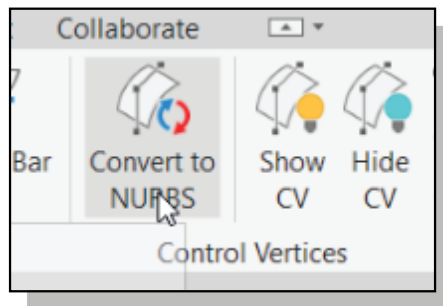 Collaborate
Bar
Convert to
NURBS
Show
CV
Hide
CV
Control Vertices